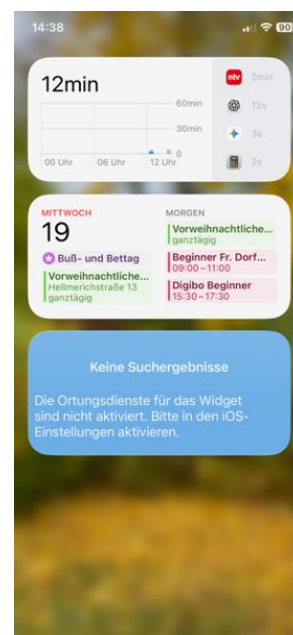 14:38
90
12min
60min
30min
0
00 Uhr 06 Uhr 12 Uhr
ntv 2min
13s
3s
2s
MITTWOCH
19
Buß- und Bettag
Vorweihnachtliche...
Hellmerichstraße 13
ganztägig
MORGEN
Vorweihnachtliche...
ganztägig
Beginner Fr. Dorf...
09:00 – 11:00
Digibo Beginner
15:30 – 17:30
Keine Suchergebnisse
Die Ortungsdienste für das Widget
sind nicht aktiviert. Bitte in den iOS-
Einstellungen aktivieren.